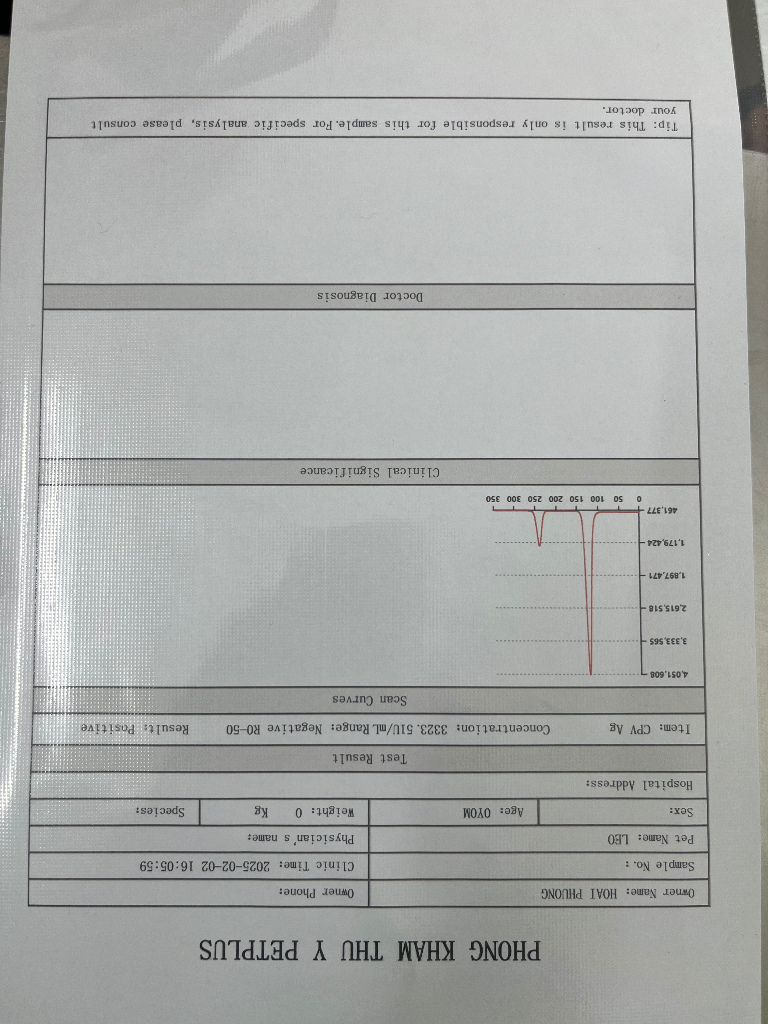 PHONG KHAM THU Y PETPLUS
Owner Name: HOAI PHUONG Owner Phone:
Sample No. : Clinic Time: 2025-02-02 16:05:59
Pet Name: LEO Physician's name:
Sex: Age: 0Y0M Weight: 0 Kg Species:
Hospital Address:
Test Result
Item: CPV Ag Concentration: 3323.51U/mL Range: Negative R0-50 Result: Positive
Scan Curves
4,051,608
3,333,565
2,615,518
1,897,471
1,179,424
461,377
0 50 100 150 200 250 300 350
Clinical Significance
Doctor Diagnosis
Tip: This result is only responsible for this sample. For specific analysis, please consult
your doctor.